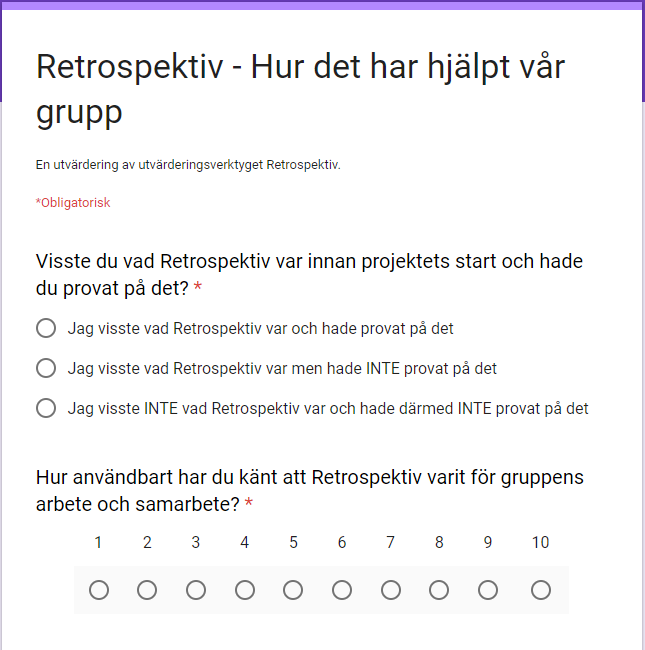 Retrospektiv - Hur det har hjälpt vår
grupp
En utvärdering av utvärderingsverktyget Retrospektiv.
*Obligatorisk
Visste du vad Retrospektiv var innan projektets start och hade
du provat på det? *
Jag visste vad Retrospektiv var och hade provat på det
Jag visste vad Retrospektiv var men hade INTE provat på det
Jag visste INTE vad Retrospektiv var och hade därmed INTE provat på det
Hur användbart har du känt att Retrospektiv varit för gruppens
arbete och samarbete? *
1 2 3 4 5 6 7 8 9 10